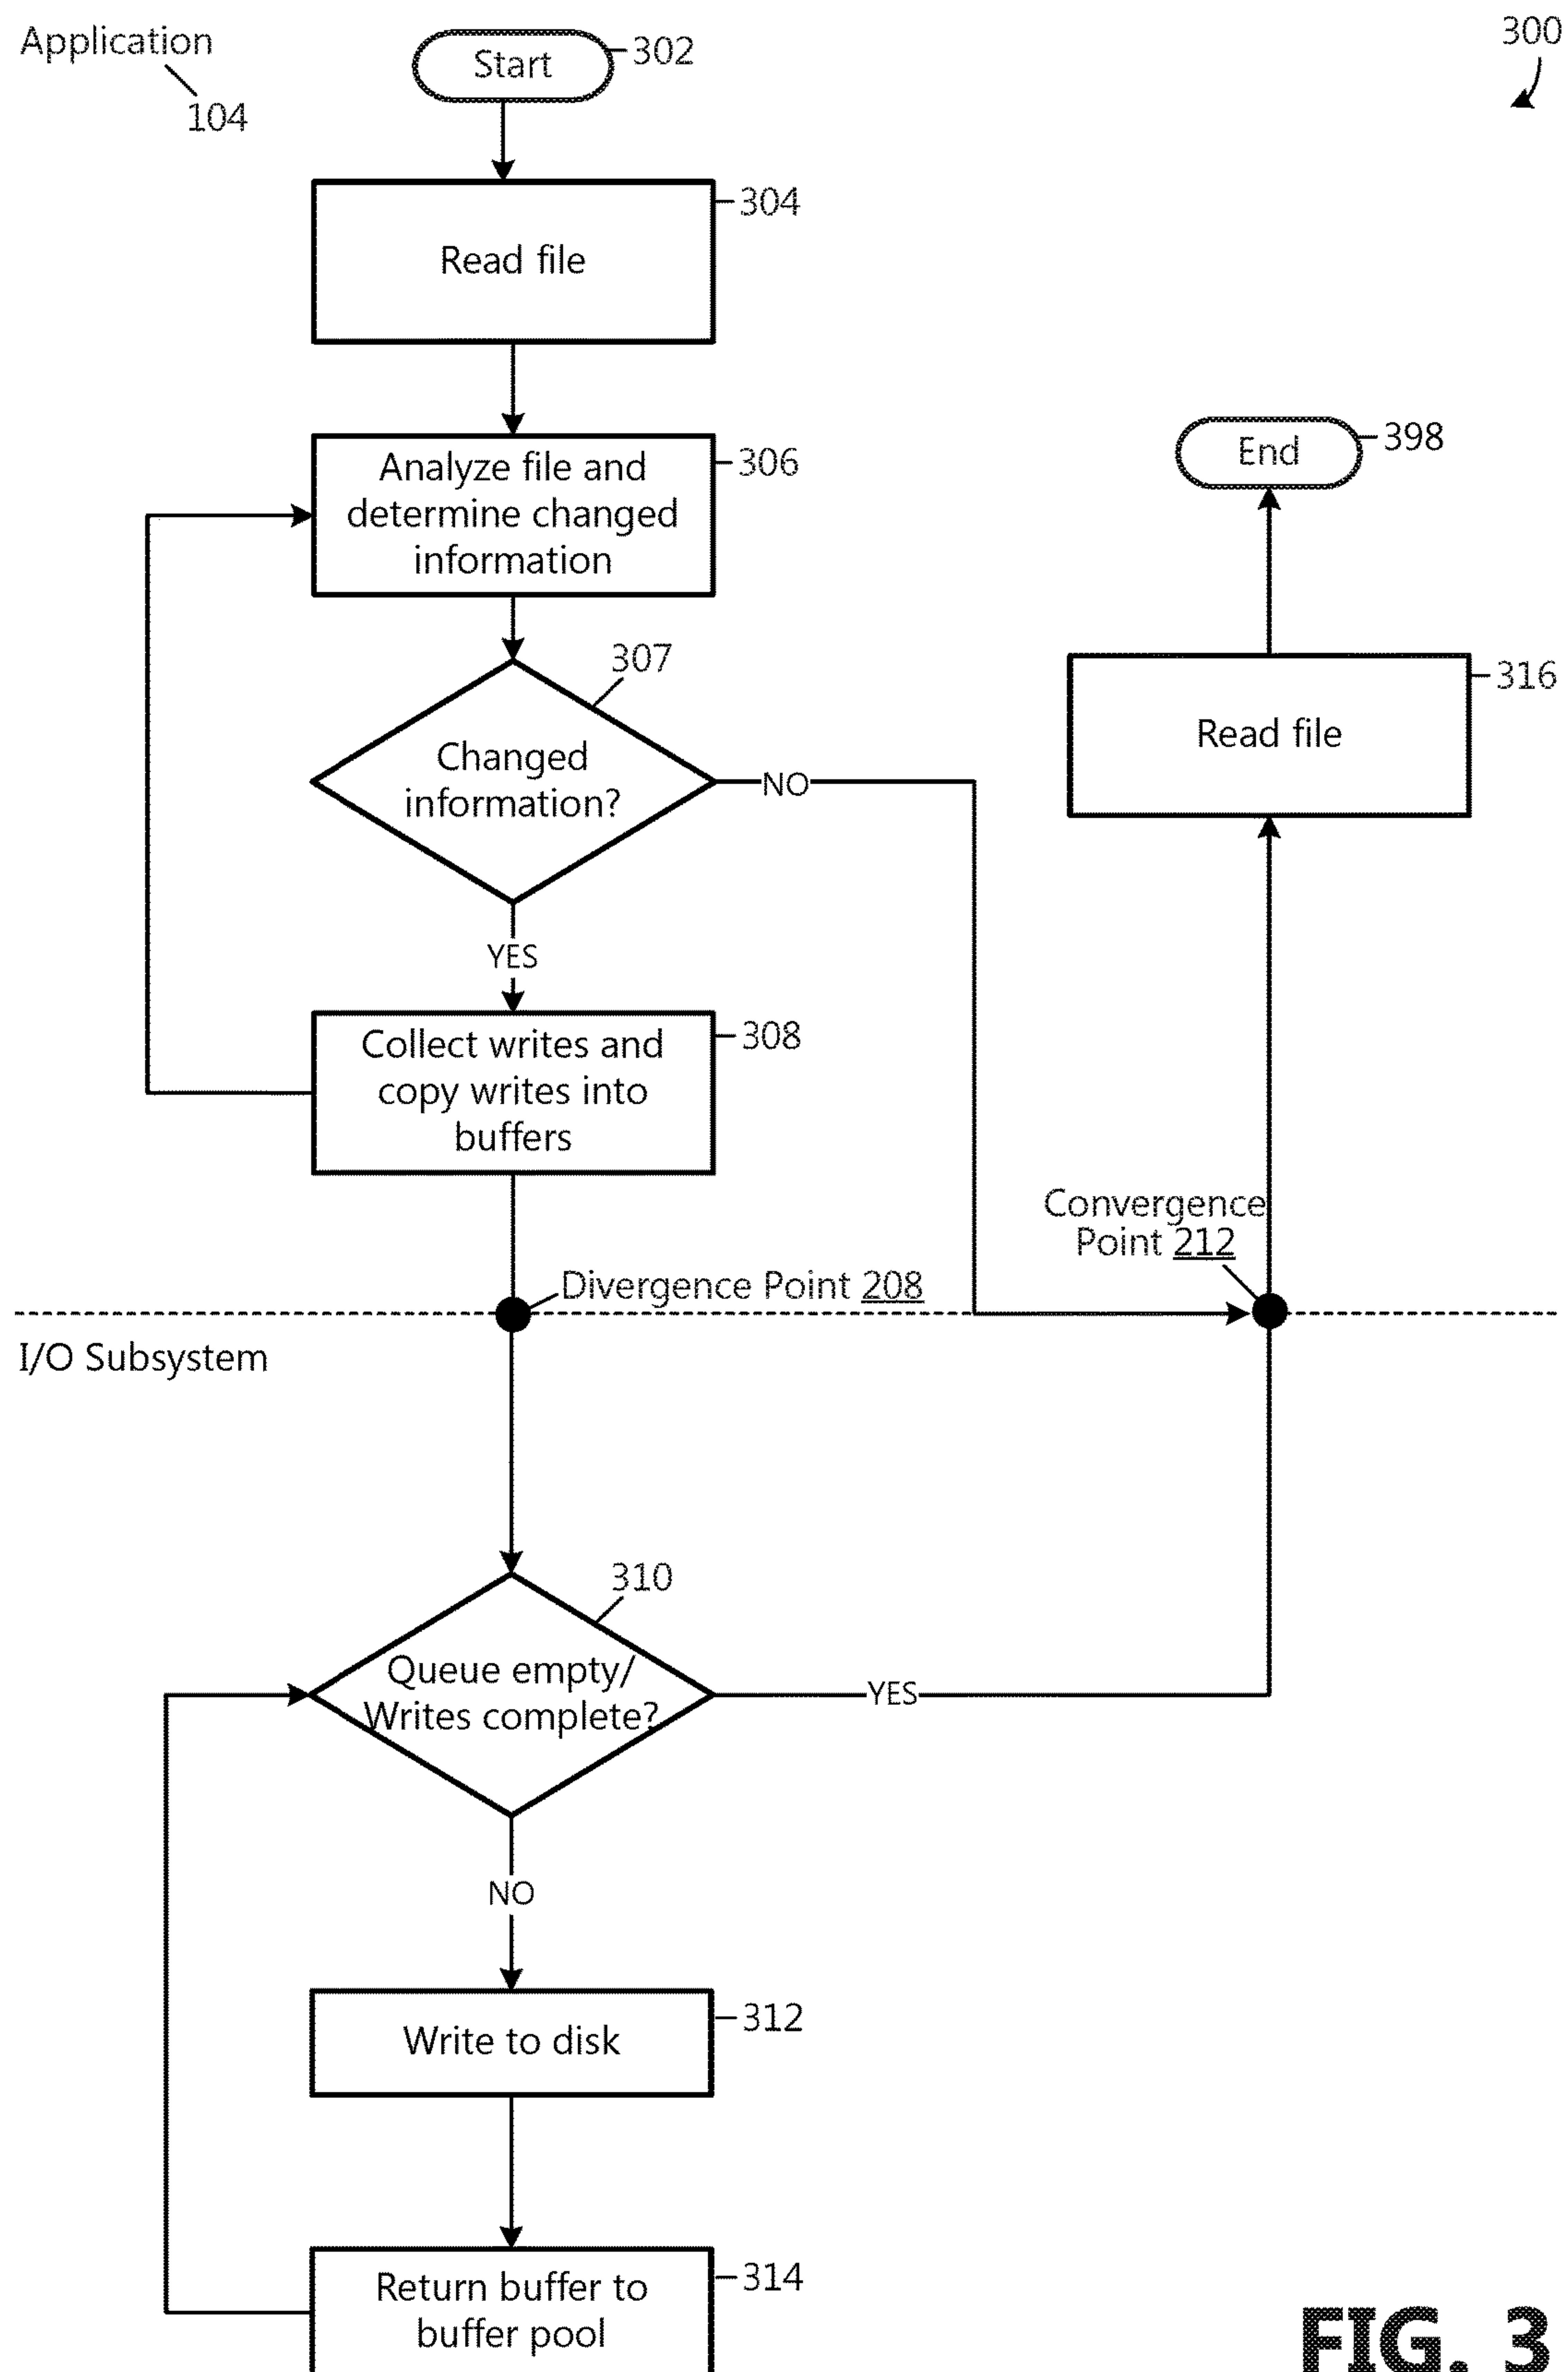 Application
104
Start
302
300
Read file
304
Analyze file and
determine changed
information
306
End
398
307
Changed
information?
NO
Read file
316
YES
Collect writes and
copy writes into
buffers
308
Convergence
Point 212
Divergence Point 208
I/O Subsystem
310
Queue empty/
Writes complete?
YES
NO
Write to disk
312
Return buffer to
buffer pool
314
FIG. 3